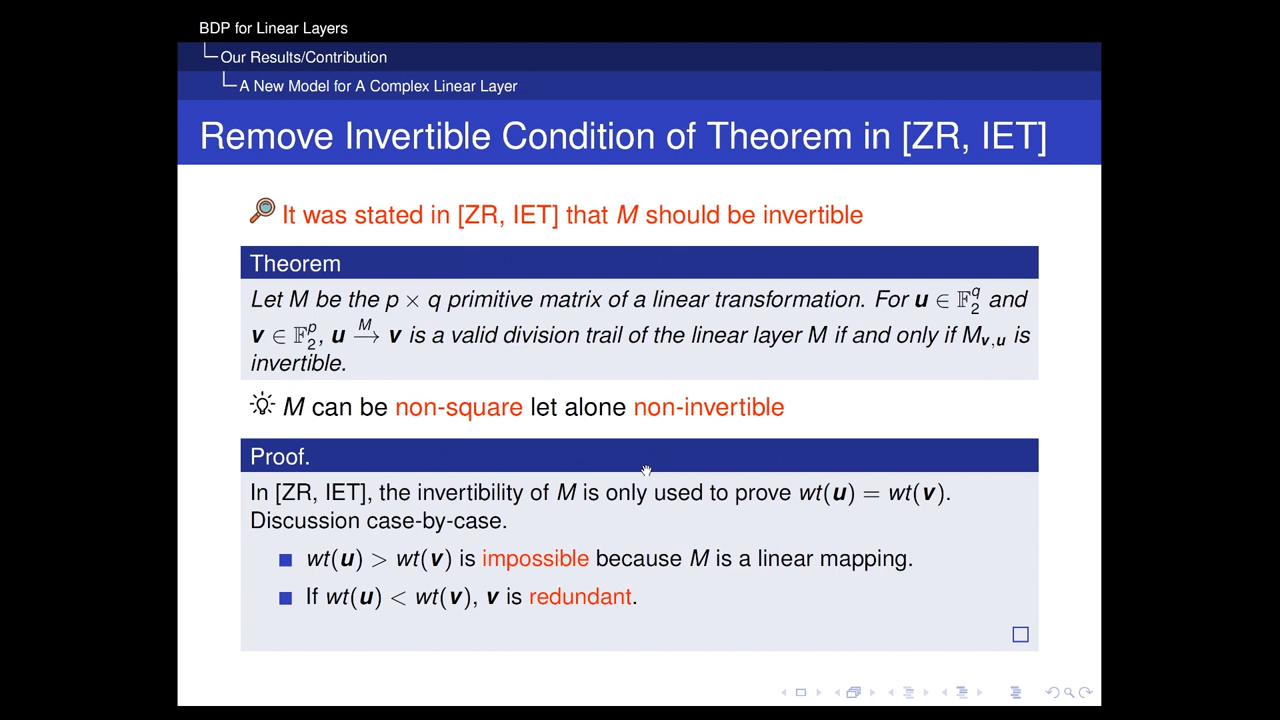 BDP for Linear Layers
Our Results/Contribution
A New Model for A Complex Linear Layer
Remove Invertible Condition of Theorem in [ZR, IET]
It was stated in [ZR, IET] that M should be invertible
Theorem
Let M be the p × q primitive matrix of a linear transformation. For u ∈ 𝔽₂^q and
v ∈ 𝔽₂^p, u →^M v is a valid division trail of the linear layer M if and only if M_{v,u} is
invertible.
M can be non-square let alone non-invertible
Proof.
In [ZR, IET], the invertibility of M is only used to prove wt(u) = wt(v).
Discussion case-by-case.
wt(u) > wt(v) is impossible because M is a linear mapping.
If wt(u) < wt(v), v is redundant.